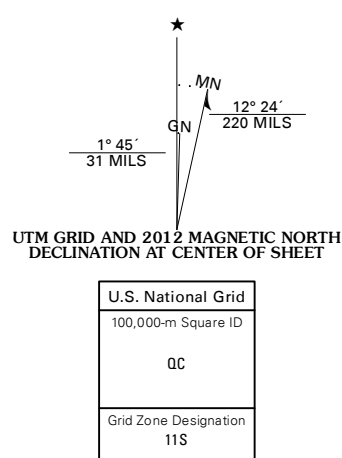 ★
MN
GN
12° 24´
220 MILS
1° 45´
31 MILS
UTM GRID AND 2012 MAGNETIC NORTH
DECLINATION AT CENTER OF SHEET
U.S. National Grid
100,000-m Square ID
QC
Grid Zone Designation
11S